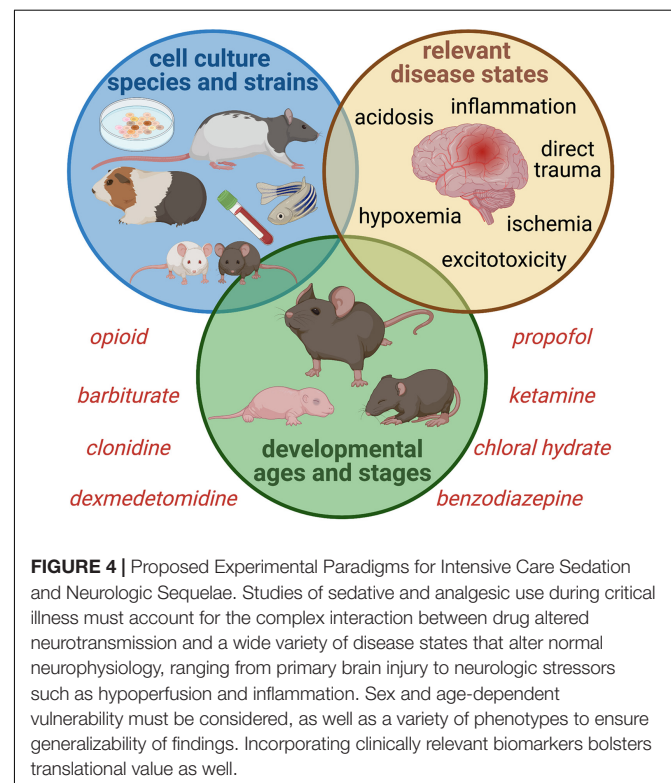 cell culture
species and strains
relevant
disease states
acidosis
inflammation
direct
trauma
hypoxemia
ischemia
excitotoxicity
opioid
propofol
barbiturate
ketamine
clonidine
developmental
ages and stages
chloral hydrate
dexmedetomidine
benzodiazepine
FIGURE 4 | Proposed Experimental Paradigms for Intensive Care Sedation
and Neurologic Sequelae. Studies of sedative and analgesic use during critical
illness must account for the complex interaction between drug altered
neurotransmission and a wide variety of disease states that alter normal
neurophysiology, ranging from primary brain injury to neurologic stressors
such as hypoperfusion and inflammation. Sex and age-dependent
vulnerability must be considered, as well as a variety of phenotypes to ensure
generalizability of findings. Incorporating clinically relevant biomarkers bolsters
translational value as well.